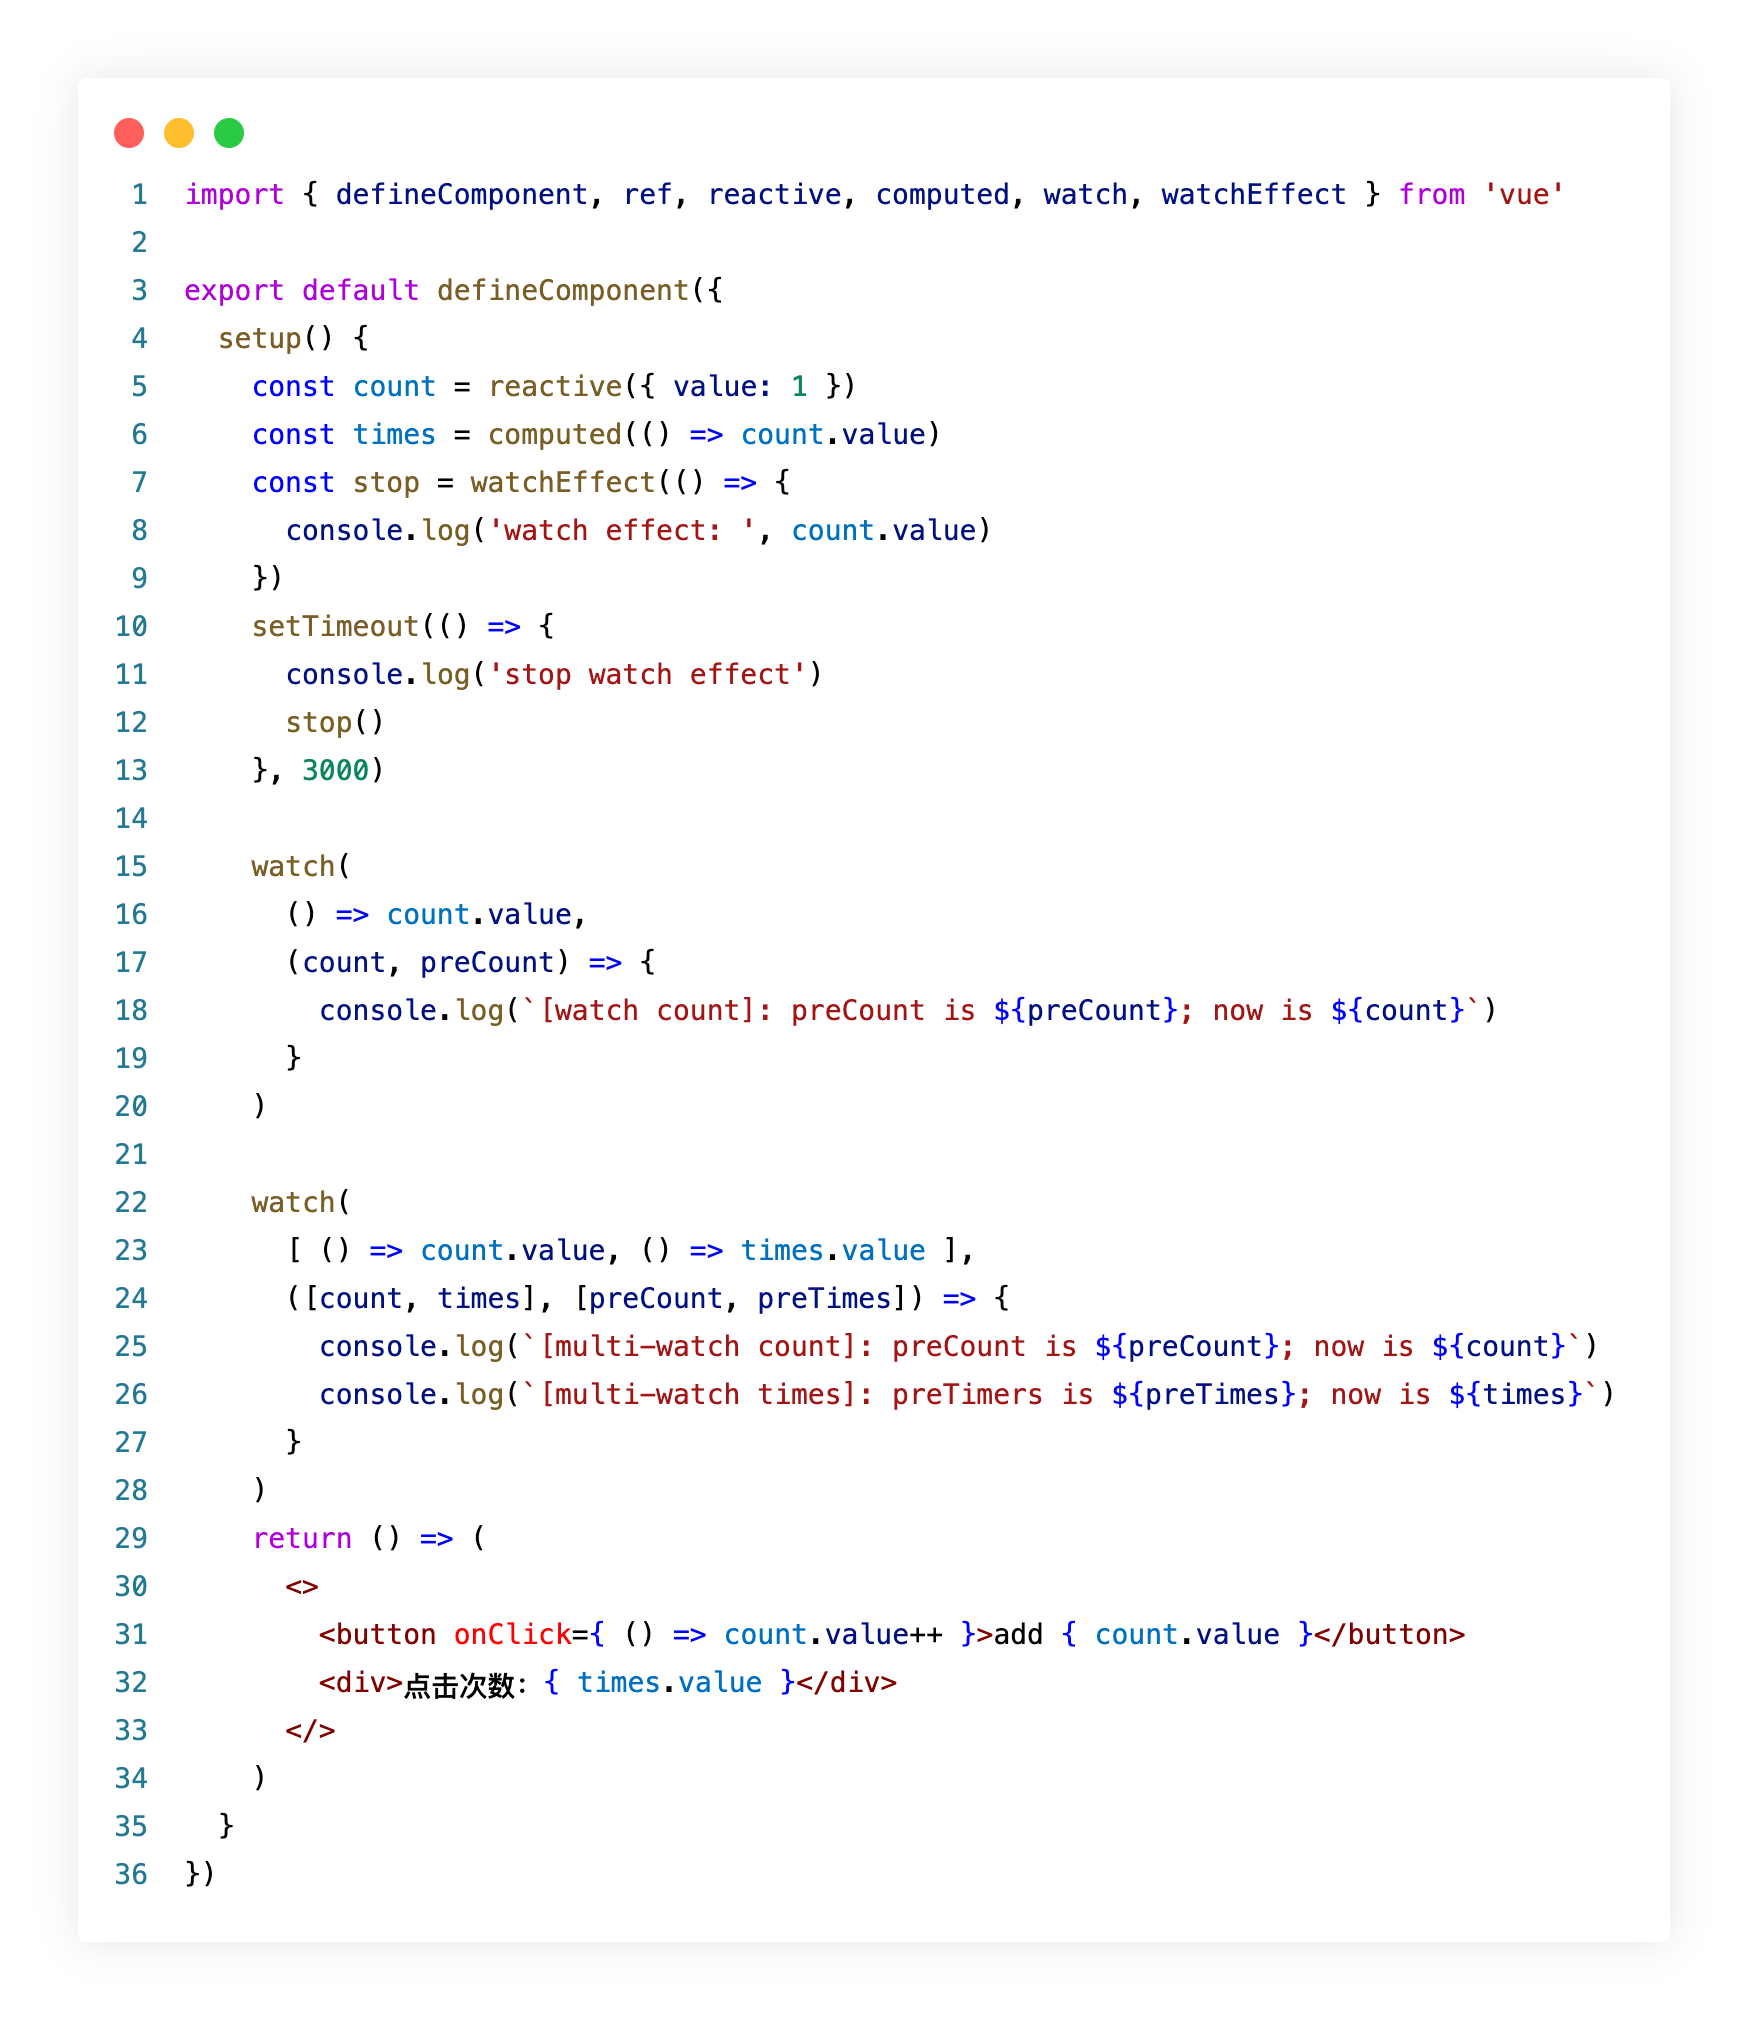 1 import { defineComponent, ref, reactive, computed, watch, watchEffect } from 'vue'
2
3 export default defineComponent({
4   setup() {
5     const count = reactive({ value: 1 })
6     const times = computed(() => count.value)
7     const stop = watchEffect(() => {
8       console.log('watch effect: ', count.value)
9     })
10     setTimeout(() => {
11       console.log('stop watch effect')
12       stop()
13     }, 3000)
14
15     watch(
16       () => count.value,
17       (count, preCount) => {
18         console.log(`[watch count]: preCount is ${preCount}; now is ${count}`)
19       }
20     )
21
22     watch(
23       [ () => count.value, () => times.value ],
24       ([count, times], [preCount, preTimes]) => {
25         console.log(`[multi-watch count]: preCount is ${preCount}; now is ${count}`)
26         console.log(`[multi-watch times]: preTimers is ${preTimes}; now is ${times}`)
27       }
28     )
29     return () => (
30       <>
31         <button onClick={ () => count.value++ }>add { count.value }</button>
32         <div>点击次数: { times.value }</div>
33       </>
34     )
35   }
36 })